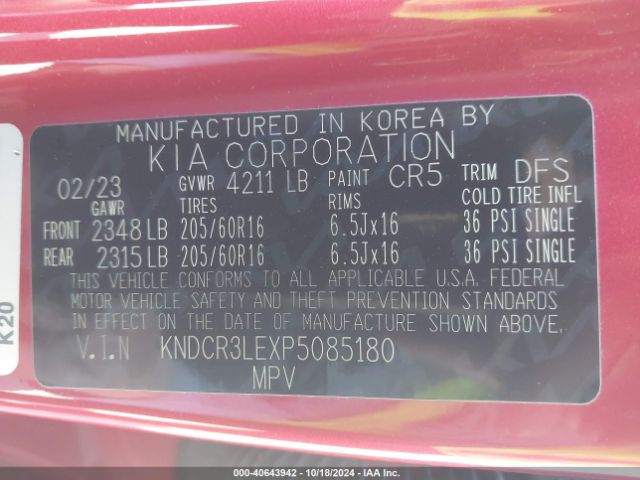 MANUFACTURED IN KOREA BY
KIA CORPORATION
02/23 GVWR 4211 LB PAINT CR5 TRIM DFS
GAWR TIRES RIMS COLD TIRE INFL
FRONT 2348 LB 205/60R16 6.5Jx16 36 PSI SINGLE
REAR 2315 LB 205/60R16 6.5Jx16 36 PSI SINGLE
THIS VEHICLE CONFORMS TO ALL APPLICABLE U.S.A. FEDERAL
MOTOR VEHICLE SAFETY AND THEFT PREVENTION STANDARDS
IN EFFECT ON THE DATE OF MANUFACTURE SHOWN ABOVE.
V.I.N KNDCR3LEXP5085180
MPV
K20
000-40643942 - 10/18/2024 - IAA Inc.